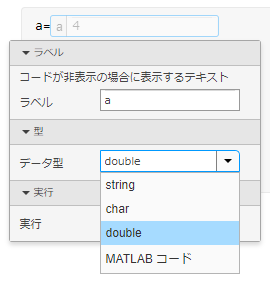 a= a 4
ラベル
コードが非表示の場合に表示するテキスト
ラベル a
型
データ型 double
string
char
double
MATLAB コード
実行
実行